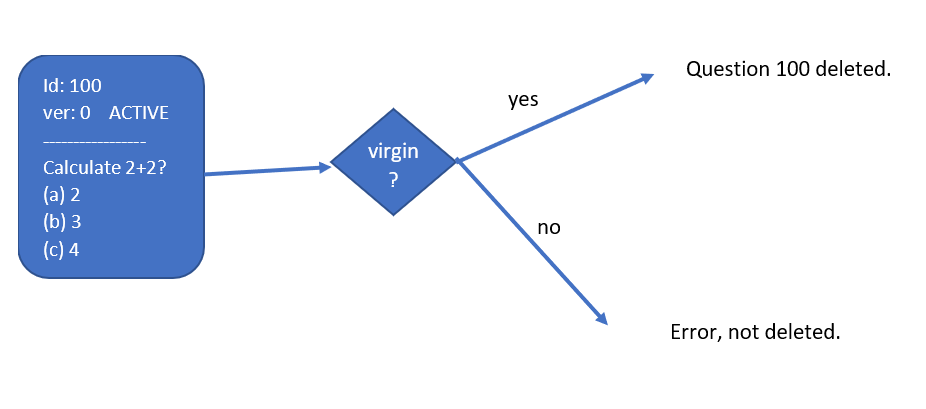 Id: 100
ver: 0 ACTIVE
-----------------
Calculate 2+2?
(a) 2
(b) 3
(c) 4
virgin
?
yes
Question 100 deleted.
no
Error, not deleted.